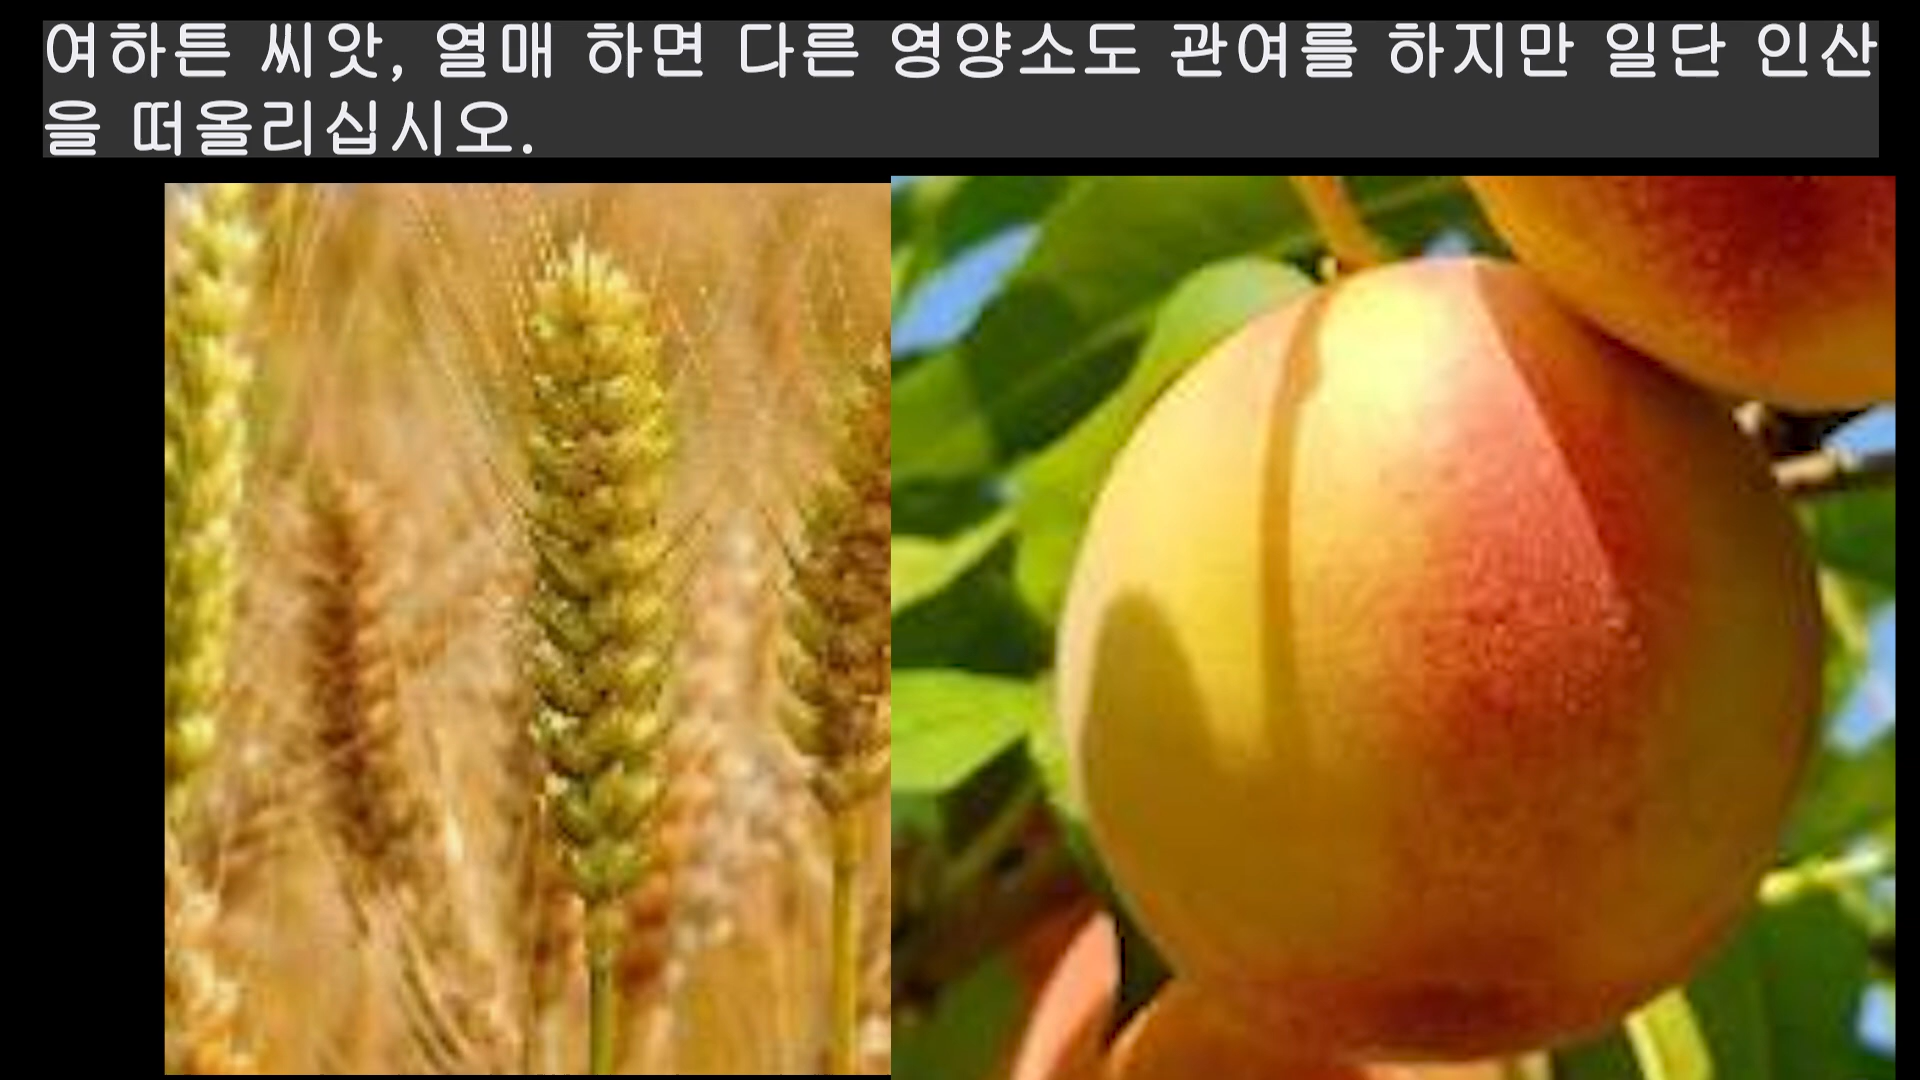 여하튼 씨앗, 열매 하면 다른 영양소도 관여를 하지만 일단 인산
을 떠올리십시오.